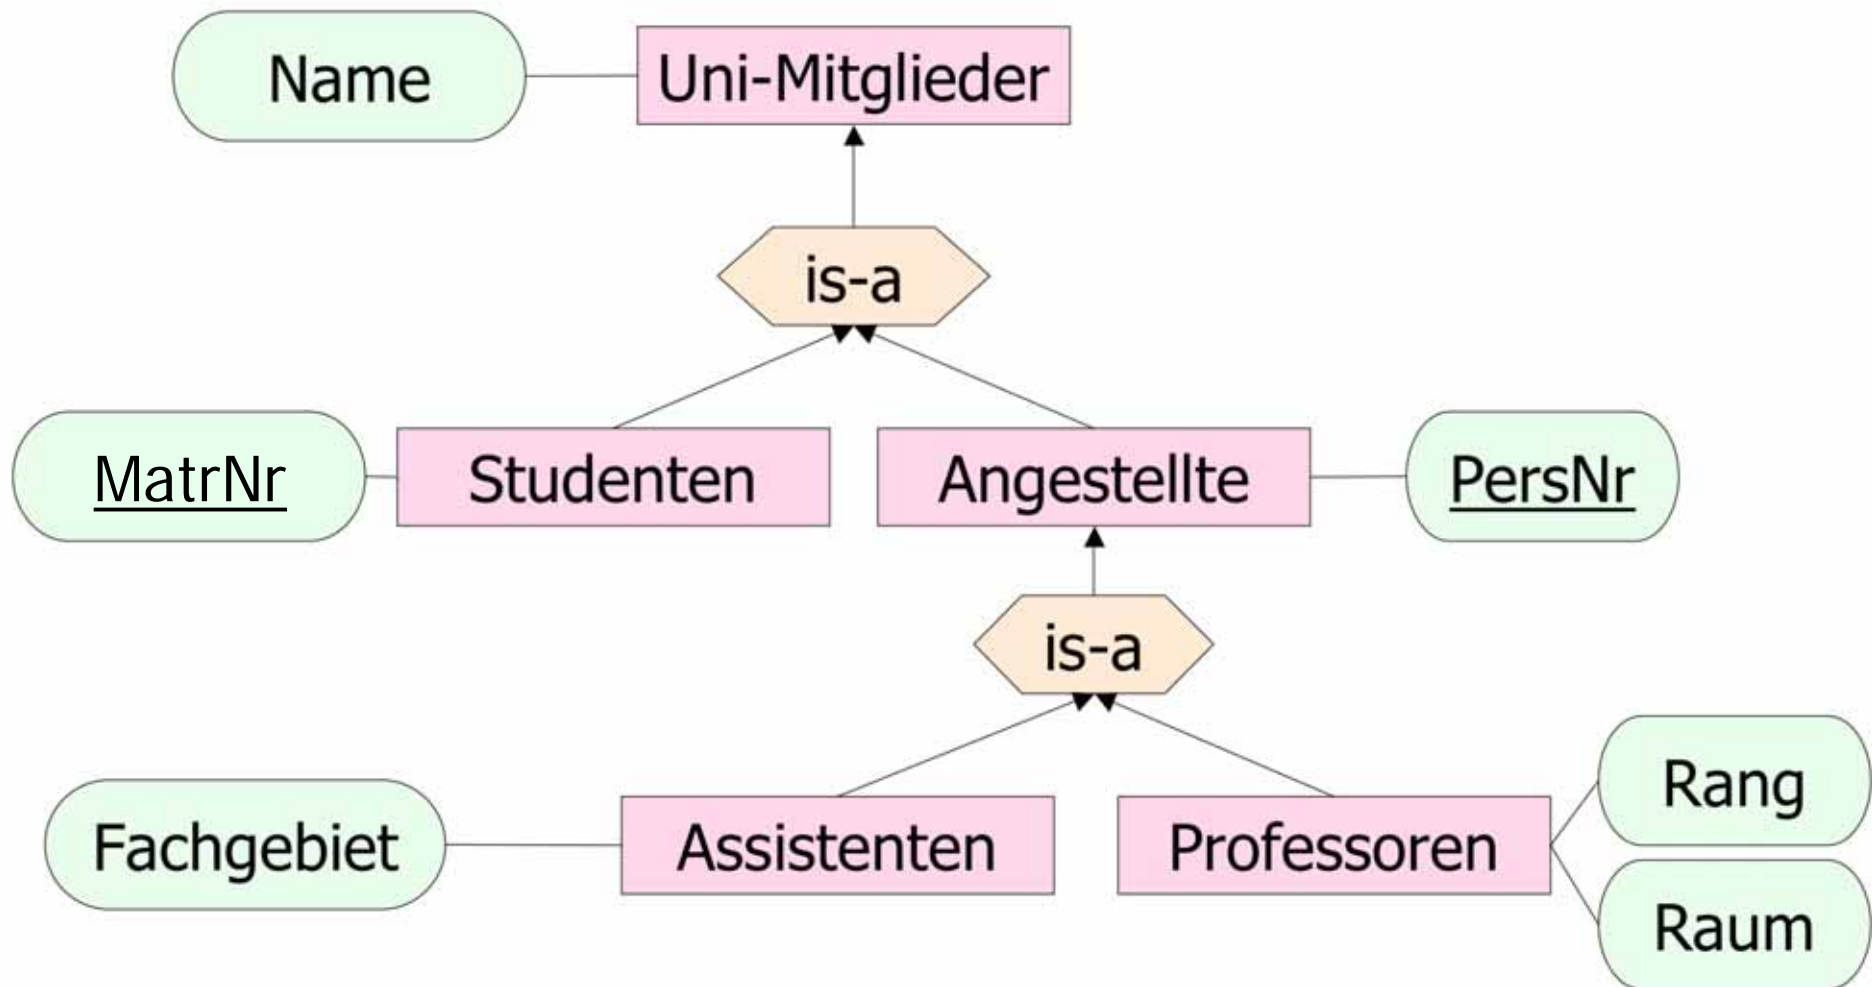 Name
Uni-Mitglieder
is-a
MatrNr
Studenten
Angestellte
PersNr
is-a
Fachgebiet
Assistenten
Professoren
Rang
Raum